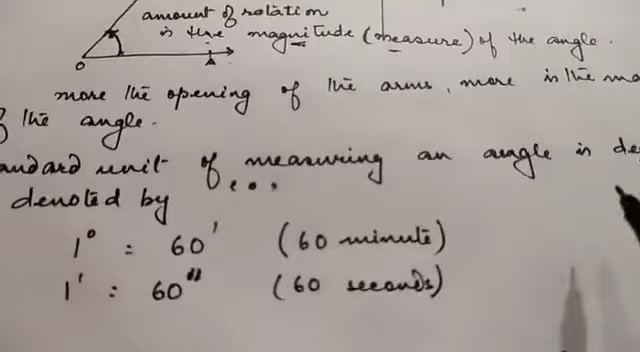 amount of rotation
is the magnitude (measure) of the angle.
O A
more the opening of the arms, more is the
of the angle.
unit of measuring an angle is
denoted by "°"
1° = 60' (60 minute)
1' = 60" (60 seconds)